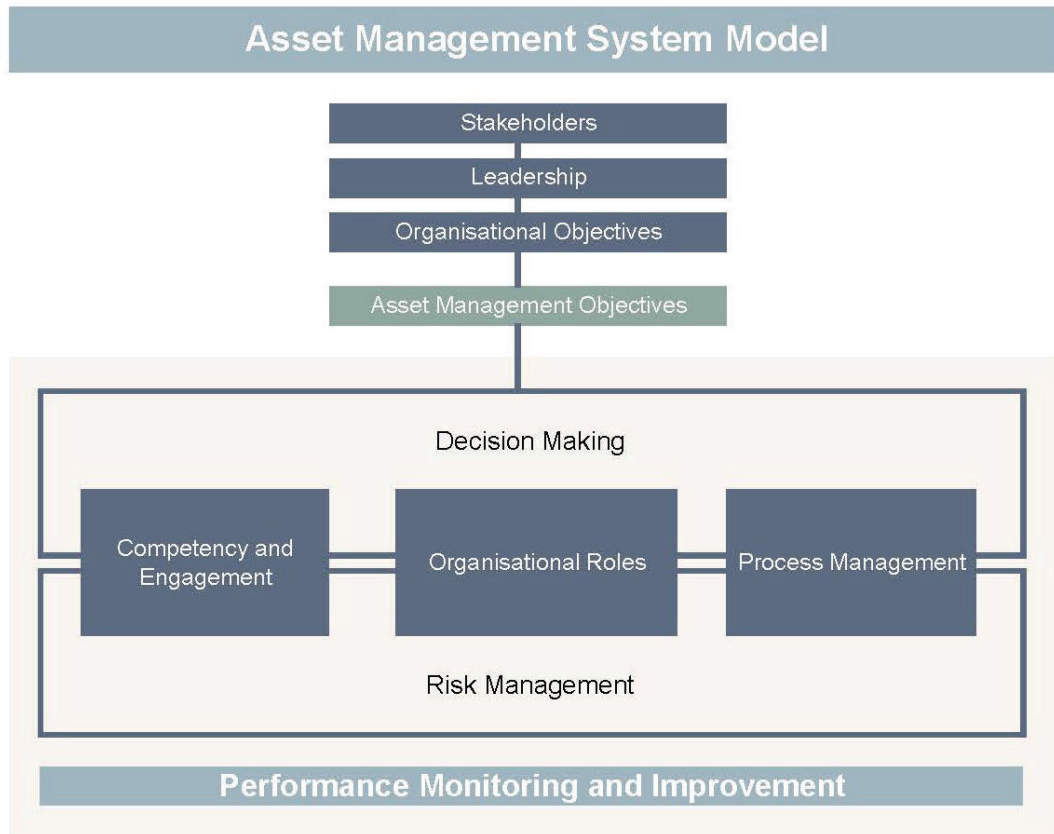 Asset Management System Model
Stakeholders
Leadership
Organisational Objectives
Asset Management Objectives
Decision Making
Competency and
Engagement
Organisational Roles
Process Management
Risk Management
Performance Monitoring and Improvement